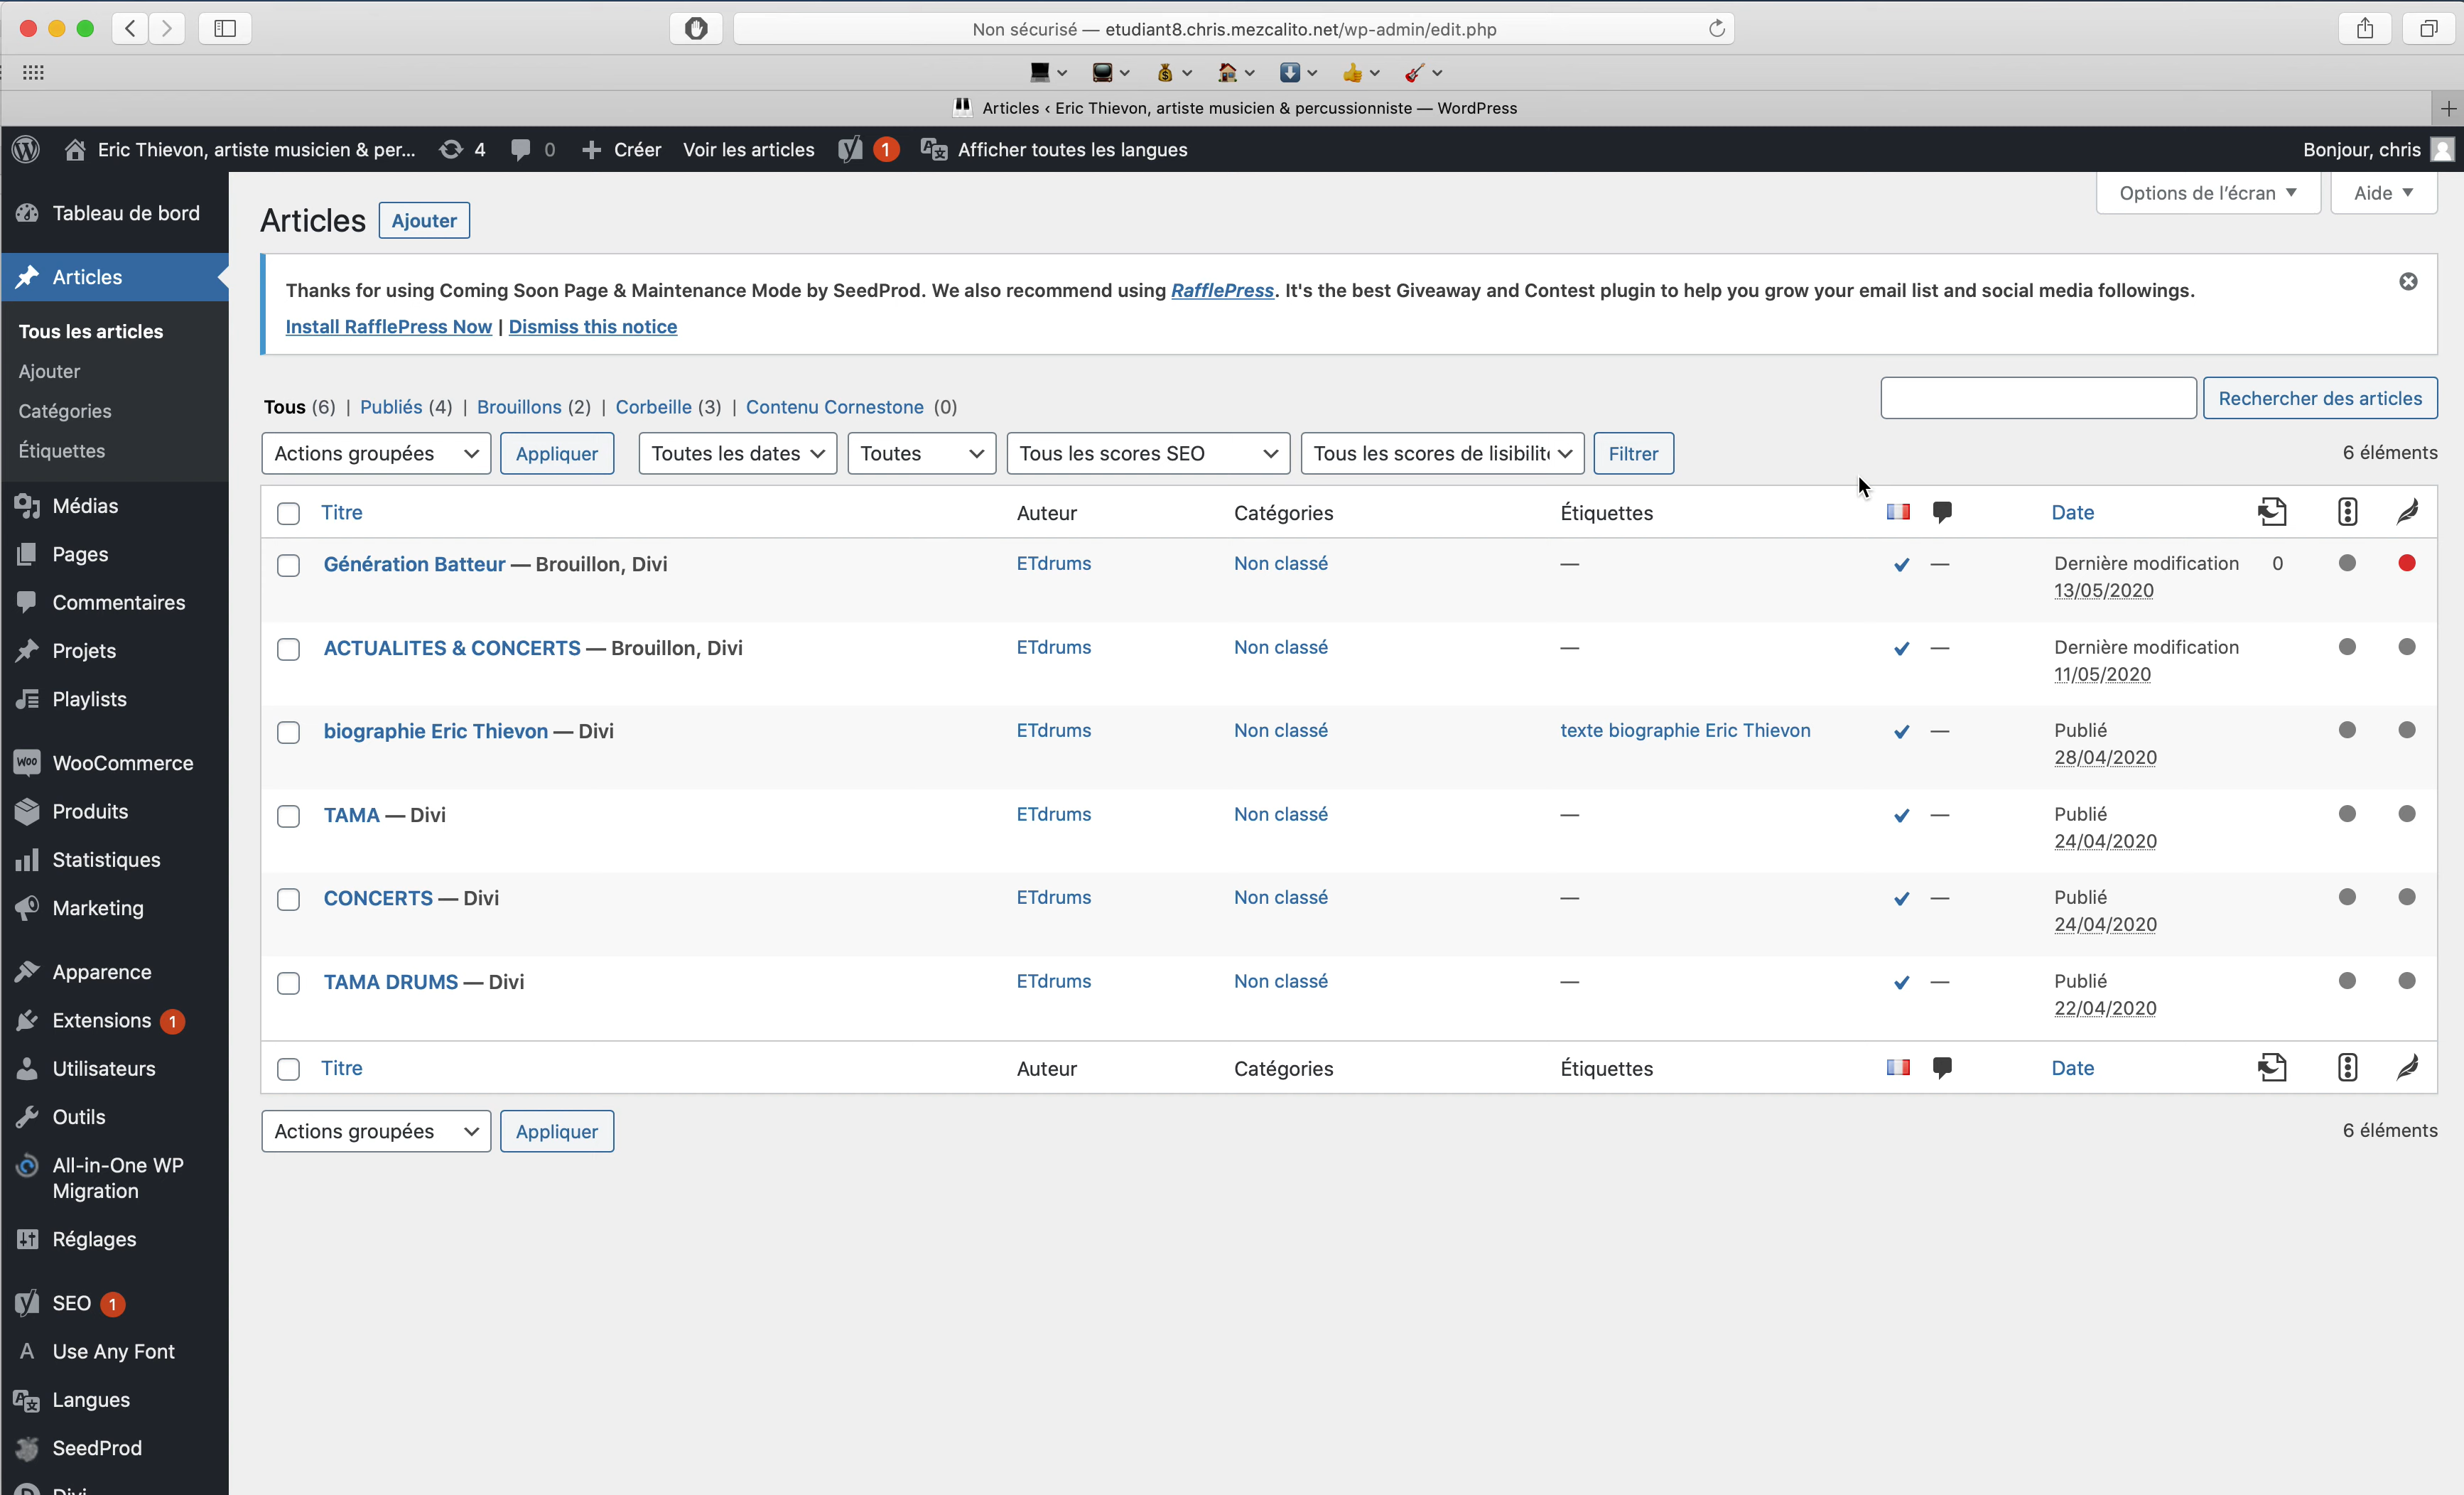 Non sécurisé — etudiant8.chris.mezcalito.net/wp-admin/edit.php
Articles ‹ Eric Thievon, artiste musicien & percussionniste — WordPress
Eric Thievon, artiste musicien & per... 4 0 Créer Voir les articles 1 Afficher toutes les langues Bonjour, chris
Options de l'écran Aide
Tableau de bord
Articles
Tous les articles
Ajouter
Catégories
Étiquettes
Médias
Pages
Commentaires
Projets
Playlists
WooCommerce
Produits
Statistiques
Marketing
Apparence
Extensions 1
Utilisateurs
Outils
All-in-One WP
Migration
Réglages
SEO 1
Use Any Font
Langues
SeedProd
Divi
Articles Ajouter
Thanks for using Coming Soon Page & Maintenance Mode by SeedProd. We also recommend using RafflePress. It's the best Giveaway and Contest plugin to help you grow your email list and social media followings.
Install RafflePress Now | Dismiss this notice
Tous (6) | Publiés (4) | Brouillons (2) | Corbeille (3) | Contenu Cornestone (0)
Rechercher des articles
Actions groupées Appliquer Toutes les dates Toutes Tous les scores SEO Tous les scores de lisibilit Filtrer 6 éléments
Titre Auteur Catégories Étiquettes Date
Génération Batteur — Brouillon, Divi ETdrums Non classé — — Dernière modification 0
13/05/2020
ACTUALITES & CONCERTS — Brouillon, Divi ETdrums Non classé — — Dernière modification
11/05/2020
biographie Eric Thievon — Divi ETdrums Non classé texte biographie Eric Thievon — Publié
28/04/2020
TAMA — Divi ETdrums Non classé — — Publié
24/04/2020
CONCERTS — Divi ETdrums Non classé — — Publié
24/04/2020
TAMA DRUMS — Divi ETdrums Non classé — — Publié
22/04/2020
Titre Auteur Catégories Étiquettes Date
Actions groupées Appliquer 6 éléments